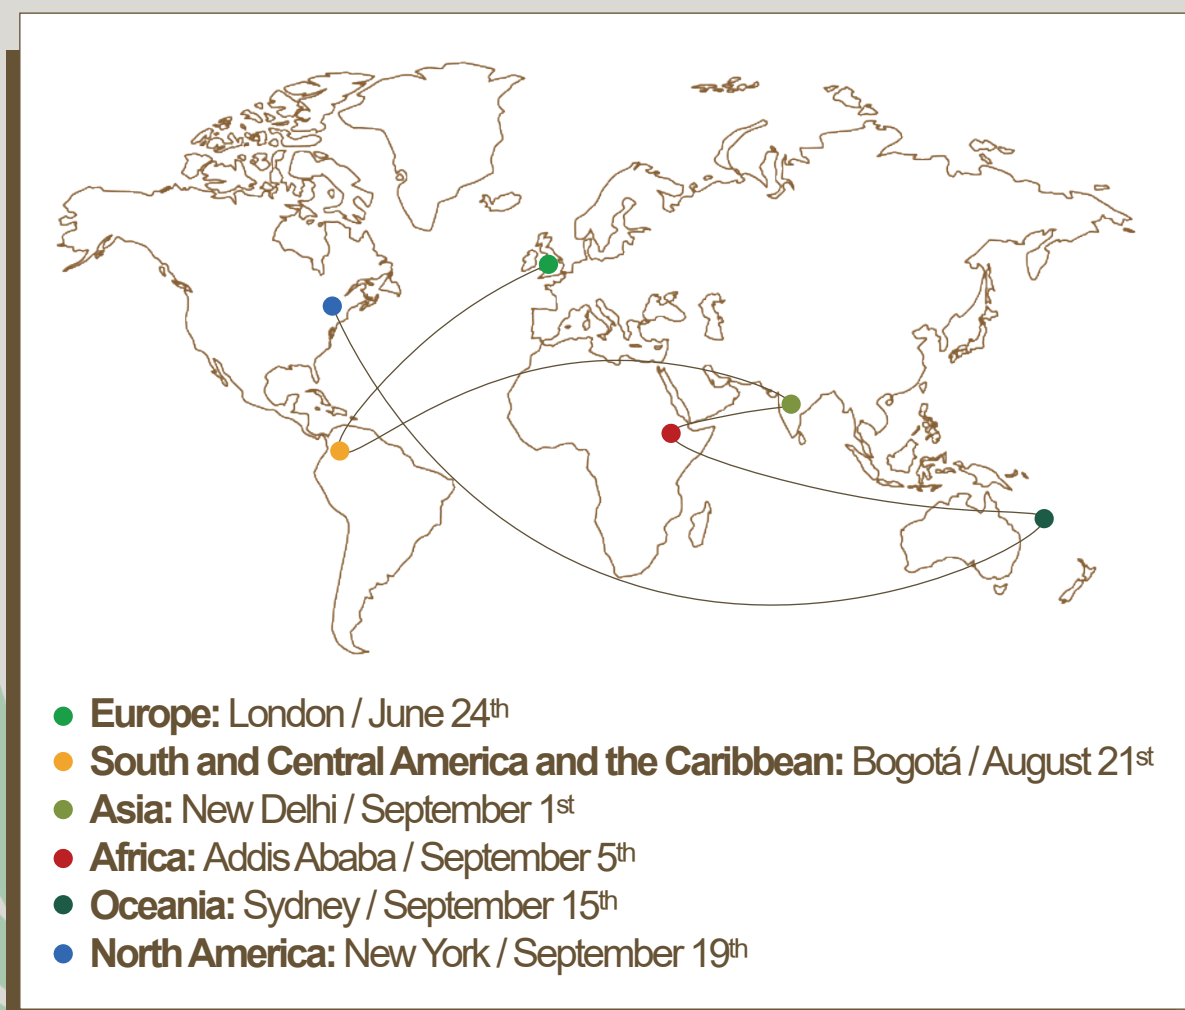 Europe: London / June 24th
South and Central America and the Caribbean: Bogotá / August 21st
Asia: New Delhi / September 1st
Africa: Addis Ababa / September 5th
Oceania: Sydney / September 15th
North America: New York / September 19th